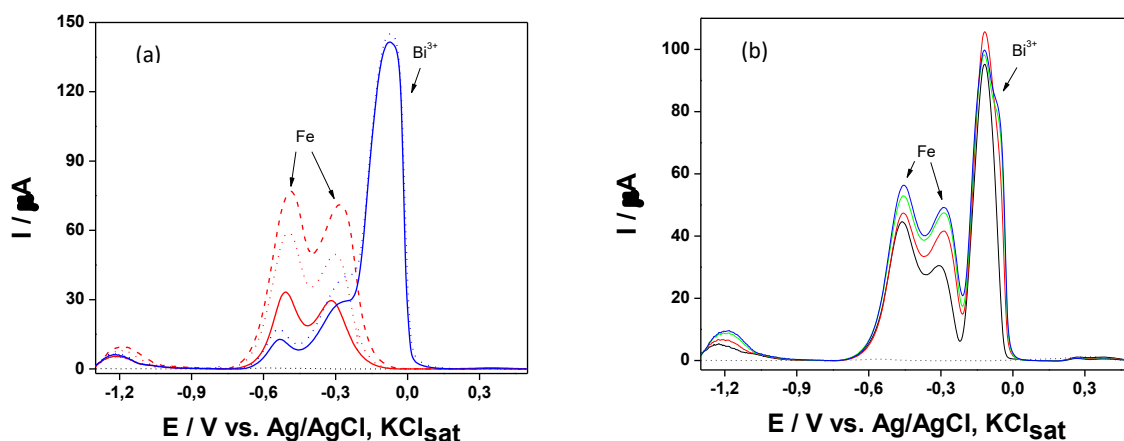 (a)
Bi³⁺
Fe
I / µA
150
120
90
60
30
0
-1,2 -0,9 -0,6 -0,3 0,0 0,3
E / V vs. Ag/AgCl, KCl_sat
(b)
Bi³⁺
Fe
I / µA
100
80
60
40
20
0
-1,2 -0,9 -0,6 -0,3 0,0 0,3
E / V vs. Ag/AgCl, KCl_sat